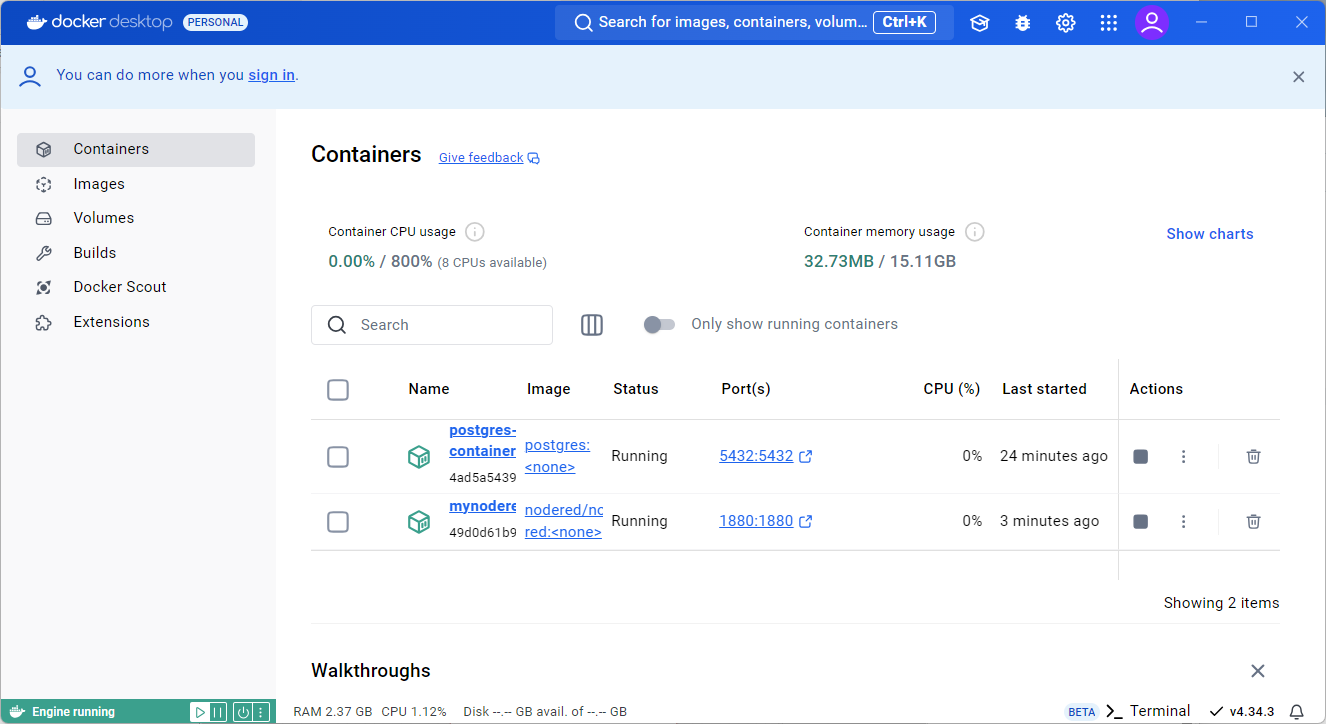 docker desktop PERSONAL
Search for images, containers, volum... Ctrl+K
You can do more when you sign in.
Containers
Images
Volumes
Builds
Docker Scout
Extensions
Containers Give feedback
Container CPU usage
0.00% / 800% (8 CPUs available)
Container memory usage
32.73MB / 15.11GB
Show charts
Search
Only show running containers
Name Image Status Port(s) CPU (%) Last started Actions
postgres-
container
4ad5a5439
postgres:
<none>
Running 5432:5432 0% 24 minutes ago
mynodere
49d0d61b9
nodered/no
red:<none>
Running 1880:1880 0% 3 minutes ago
Showing 2 items
Walkthroughs
Engine running
RAM 2.37 GB CPU 1.12% Disk --.-- GB avail. of --.-- GB
BETA >_ Terminal v4.34.3